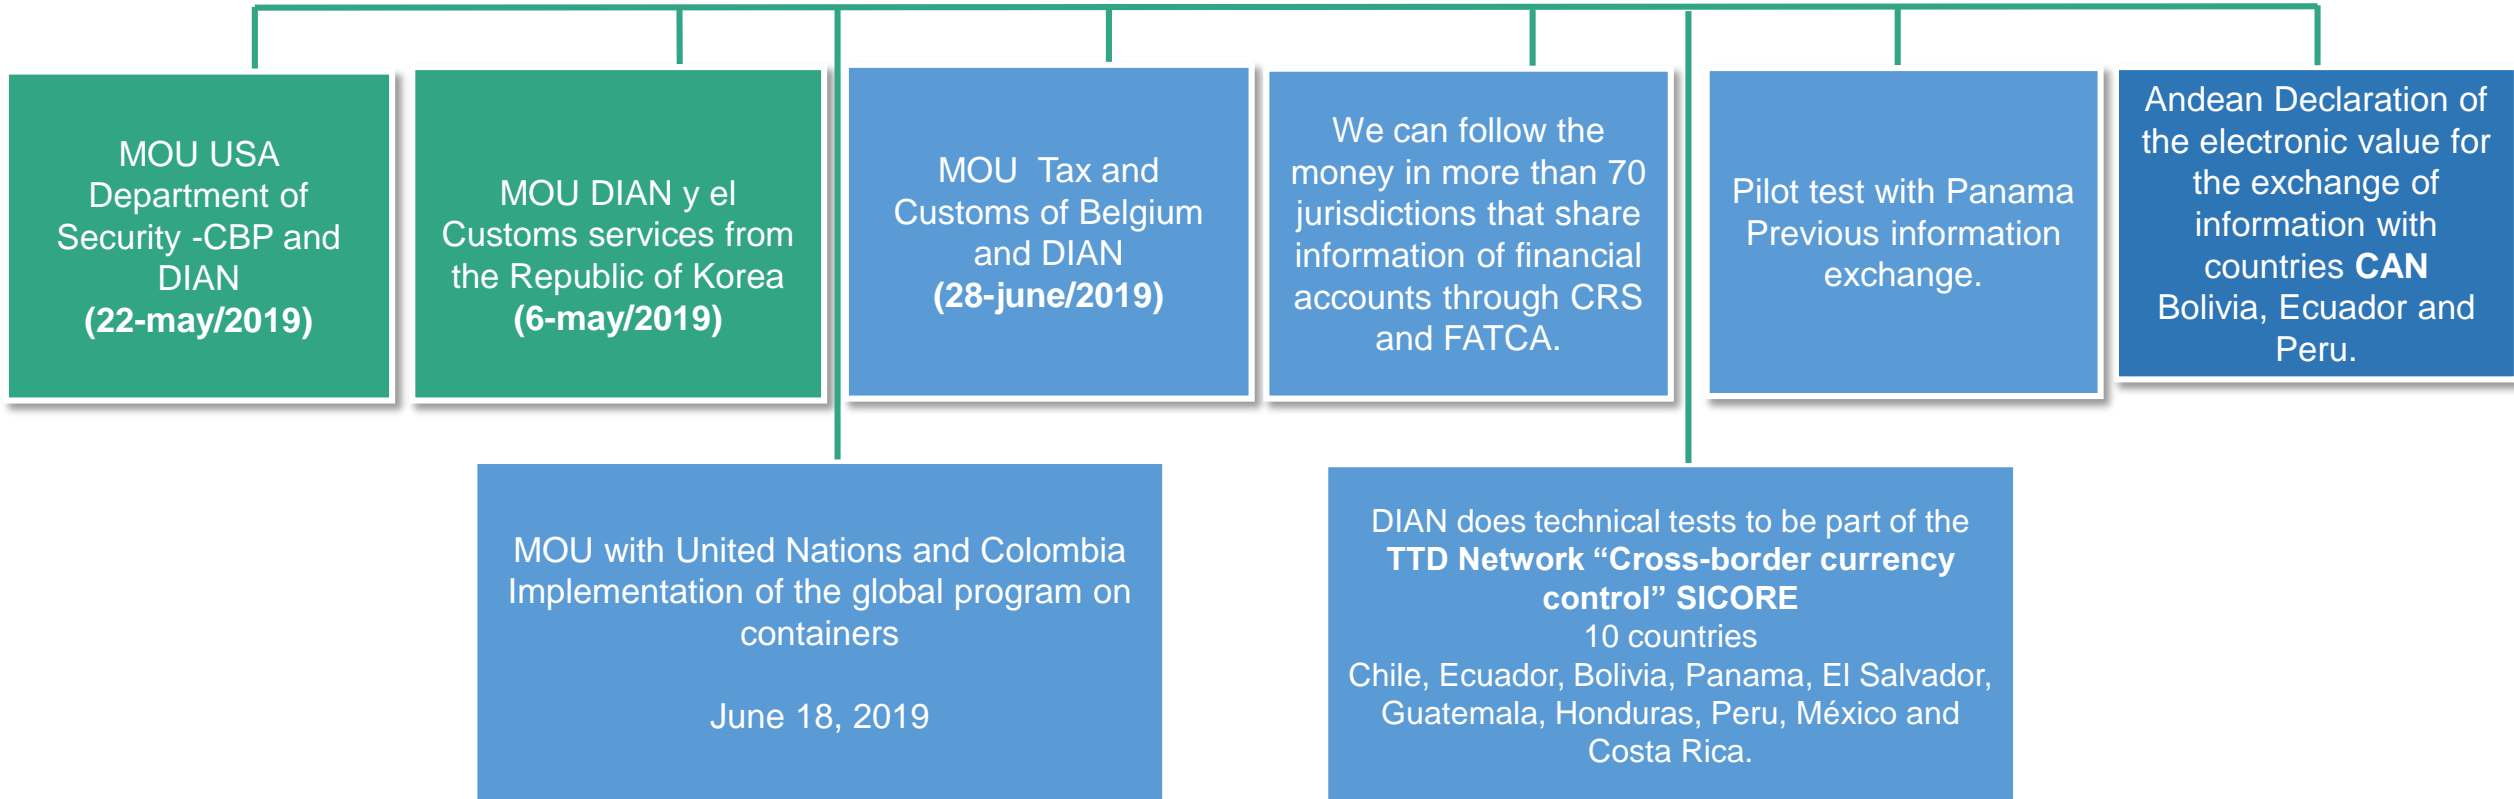 MOU USA
Department of
Security -CBP and
DIAN
(22-may/2019)
MOU DIAN y el
Customs services from
the Republic of Korea
(6-may/2019)
MOU  Tax and
Customs of Belgium
and DIAN
(28-june/2019)
We can follow the
money in more than 70
jurisdictions that share
information of financial
accounts through CRS
and FATCA.
Pilot test with Panama
Previous information
exchange.
Andean Declaration of
the electronic value for
the exchange of
information with
countries CAN
Bolivia, Ecuador and
Peru.
MOU with United Nations and Colombia
Implementation of the global program on
containers
June 18, 2019
DIAN does technical tests to be part of the
TTD Network “Cross-border currency
control” SICORE
10 countries
Chile, Ecuador, Bolivia, Panama, El Salvador,
Guatemala, Honduras, Peru, México and
Costa Rica.